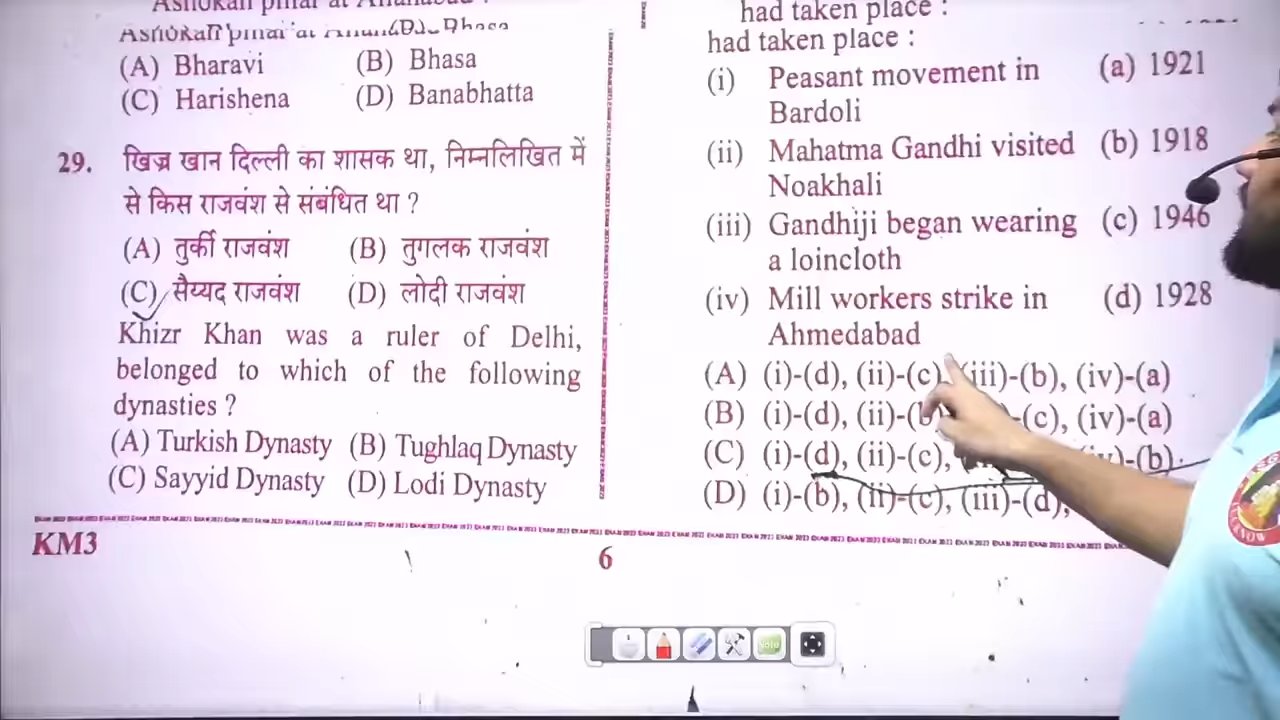 (A) Bharavi (B) Bhasa
(C) Harishena (D) Banabhatta
29. खिज्र खान दिल्ली का शासक था, निम्नलिखित में
से किस राजवंश से संबंधित था ?
(A) तुर्की राजवंश (B) तुगलक राजवंश
(C) सैय्यद राजवंश (D) लोदी राजवंश
Khizr Khan was a ruler of Delhi,
belonged to which of the following
dynasties ?
(A) Turkish Dynasty (B) Tughlaq Dynasty
(C) Sayyid Dynasty (D) Lodi Dynasty
had taken place :
had taken place :
(i) Peasant movement in (a) 1921
Bardoli
(ii) Mahatma Gandhi visited (b) 1918
Noakhali
(iii) Gandhiji began wearing (c) 1946
a loincloth
(iv) Mill workers strike in (d) 1928
Ahmedabad
(A) (i)-(d), (ii)-(c), (iii)-(b), (iv)-(a)
(B) (i)-(d), (ii)-(b -(c), (iv)-(a)
(C) (i)-(d), (ii)-(c), -(b)
(D) (i)-(b), (ii)-(c), (iii)-(d),
KM3
6